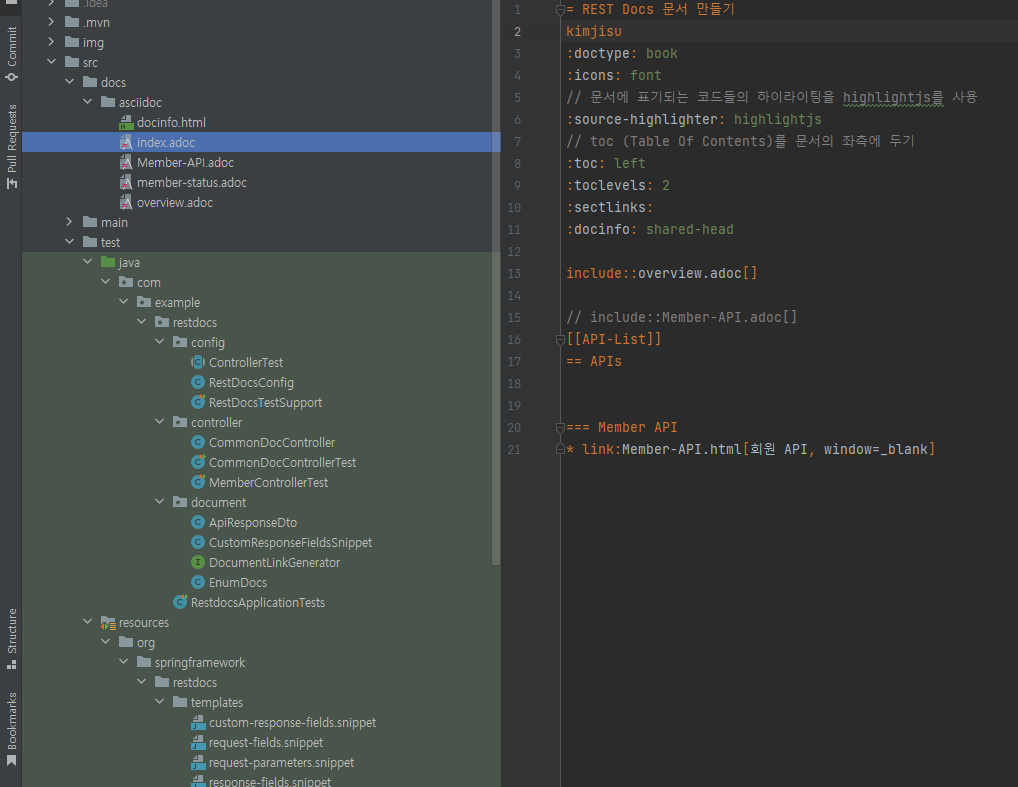 Commit
Pull Requests
Structure
Bookmarks
.idea
.mvn
img
src
docs
asciidoc
docinfo.html
index.adoc
Member-API.adoc
member-status.adoc
overview.adoc
main
test
java
com
example
restdocs
config
ControllerTest
RestDocsConfig
RestDocsTestSupport
controller
CommonDocController
CommonDocControllerTest
MemberControllerTest
document
ApiResponseDto
CustomResponseFieldsSnippet
DocumentLinkGenerator
EnumDocs
RestdocsApplicationTests
resources
org
springframework
restdocs
templates
custom-response-fields.snippet
request-fields.snippet
request-parameters.snippet
response-fields.snippet
1 = REST Docs 문서 만들기
2 kimjisu
3 :doctype: book
4 :icons: font
5 // 문서에 표기되는 코드들의 하이라이팅을 highlightjs를 사용
6 :source-highlighter: highlightjs
7 // toc (Table Of Contents)를 문서의 좌측에 두기
8 :toc: left
9 :toclevels: 2
10 :sectlinks:
11 :docinfo: shared-head
12
13 include::overview.adoc[]
14
15 // include::Member-API.adoc[]
16 [[API-List]]
17 == APIs
18
19
20 === Member API
21 * link:Member-API.html[회원 API, window=_blank]